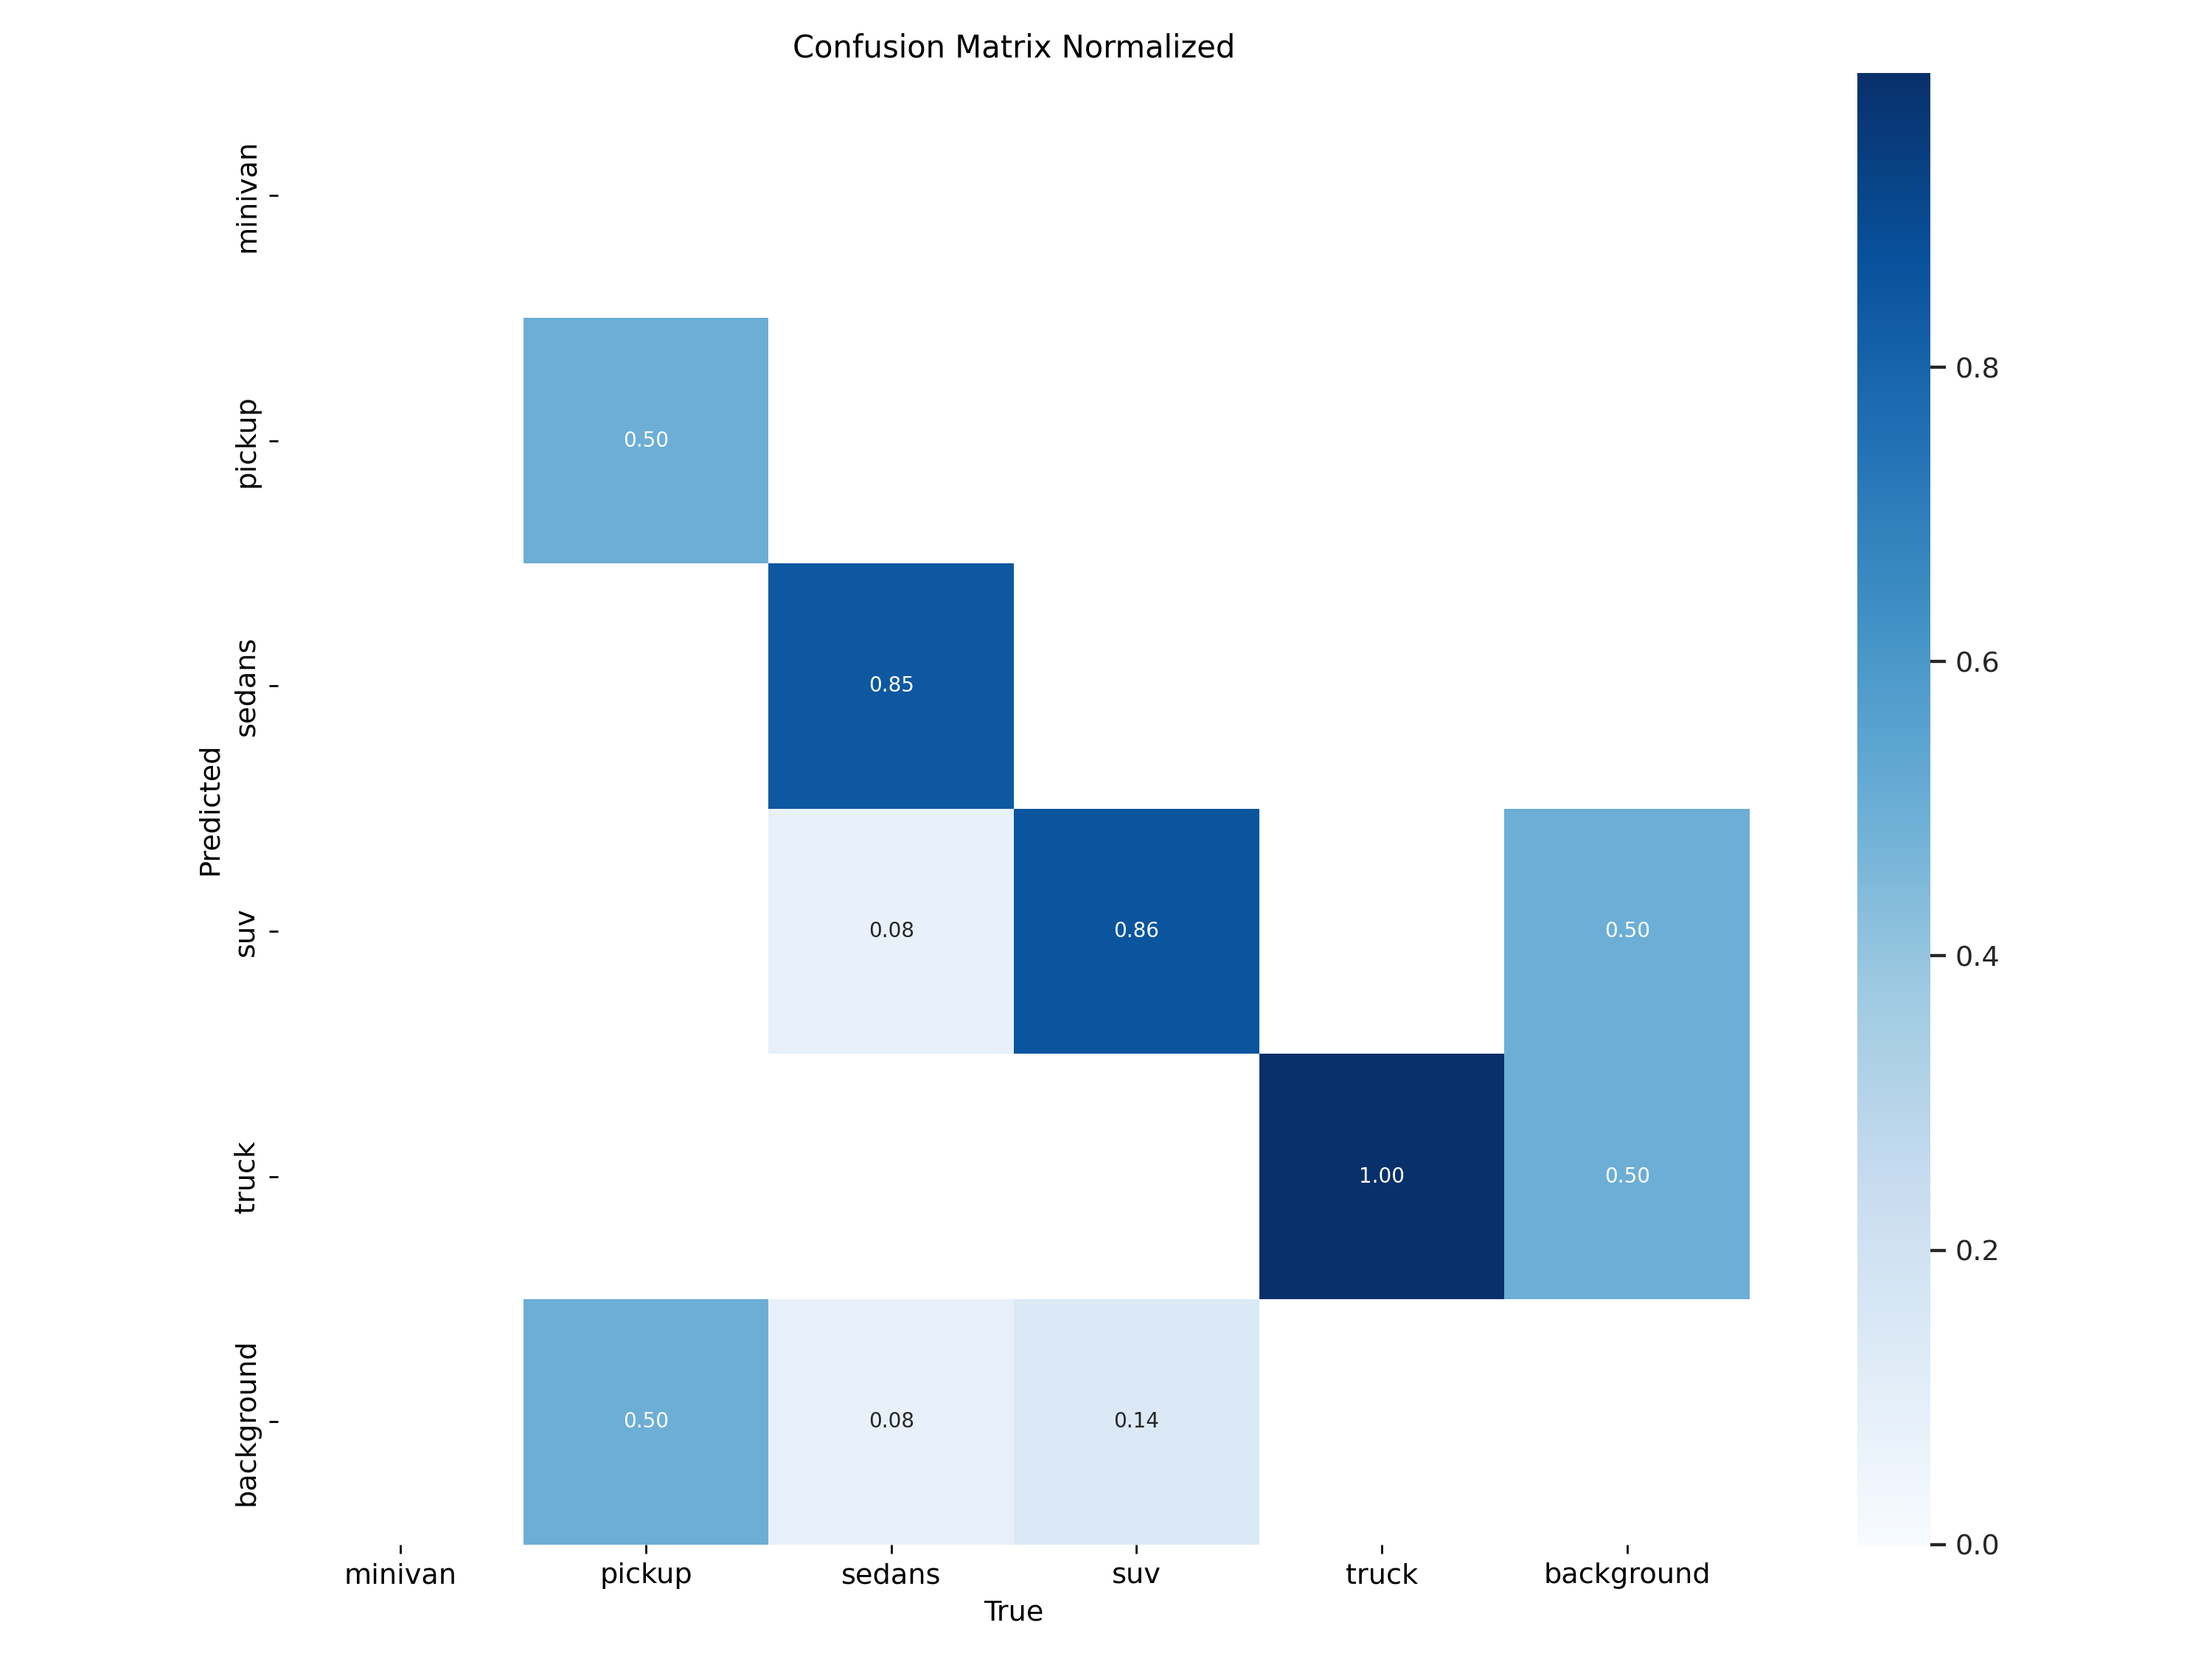 Confusion Matrix Normalized
minivan
pickup
0.50
sedans
0.85
suv
0.08 0.86 0.50
truck
1.00 0.50
background
0.50 0.08 0.14
Predicted
minivan pickup sedans suv truck background
True
0.8
0.6
0.4
0.2
0.0